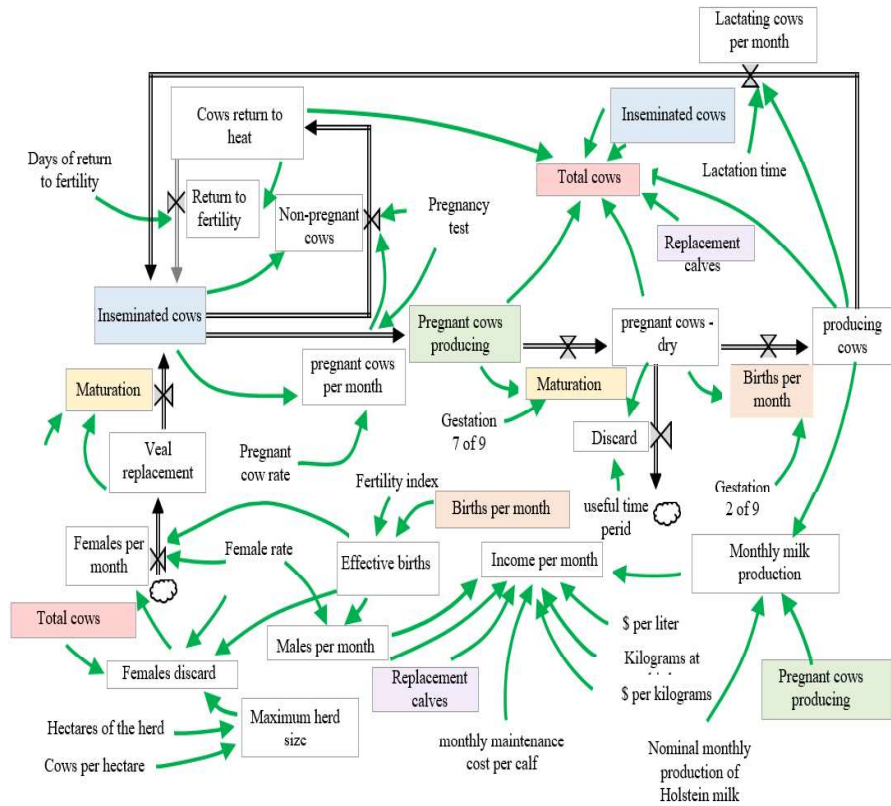 Lactating cows
per month
Cows return to
heat
Inseminated cows
Days of return
to fertility
Return to
fertility
Non-pregnant
cows
Pregnancy
test
Total cows
Lactation time
Replacement
calves
Inseminated cows
Pregnant cows
producing
pregnant cows -
dry
producing
cows
Maturation
pregnant cows
per month
Maturation
Births per
month
Gestation
7 of 9
Discard
Veal
replacement
Pregnant
cow rate
Fertility index
Births per month
useful time
perid
Gestation
2 of 9
Females per
month
Female rate
Effective births
Income per month
Monthly milk
production
Total cows
Males per month
$ per liter
Kilograms at
$ per kilograms
Females discard
Replacement
calves
Pregnant cows
producing
Hectares of the herd
Maximum herd
size
Cows per hectare
monthly maintenance
cost per calf
Nominal monthly
production of
Holstein milk